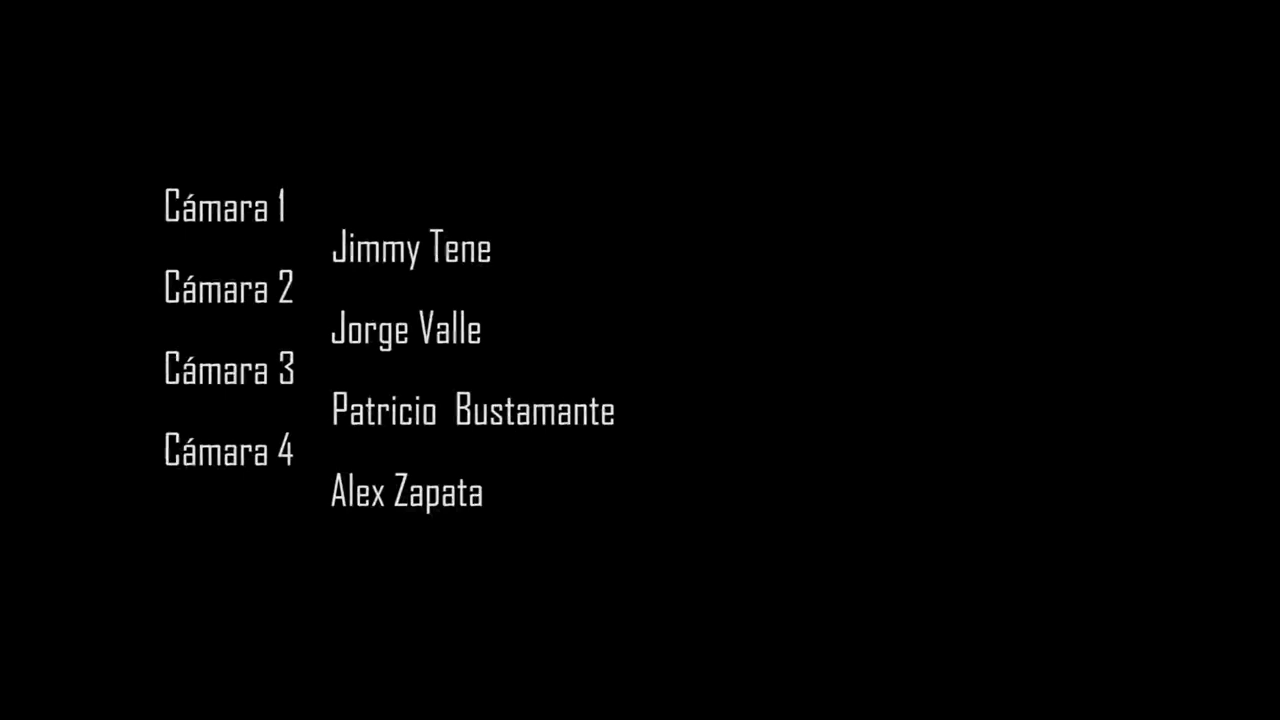 Cámara 1
Jimmy Tene
Cámara 2
Jorge Valle
Cámara 3
Patricio Bustamante
Cámara 4
Alex Zapata